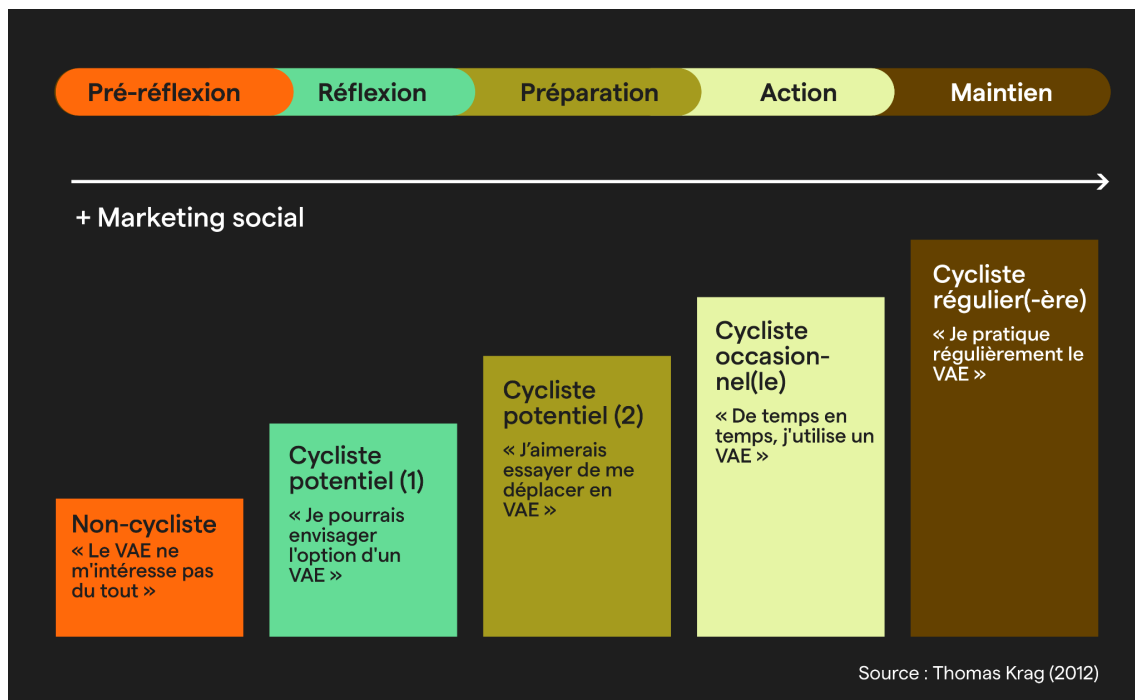 Pré-réflexion
Réflexion
Préparation
Action
Maintien
+ Marketing social
Non-cycliste
« Le VAE ne
m'intéresse pas
du tout »
Cycliste
potentiel (1)
« Je pourrais
envisager
l'option d'un
VAE »
Cycliste
potentiel (2)
« J’aimerais
essayer de me
déplacer en
VAE »
Cycliste
occasion-
nel(le)
« De temps en
temps, j'utilise un
VAE »
Cycliste
régulier(-ère)
« Je pratique
régulièrement le
VAE »
Source : Thomas Krag (2012)